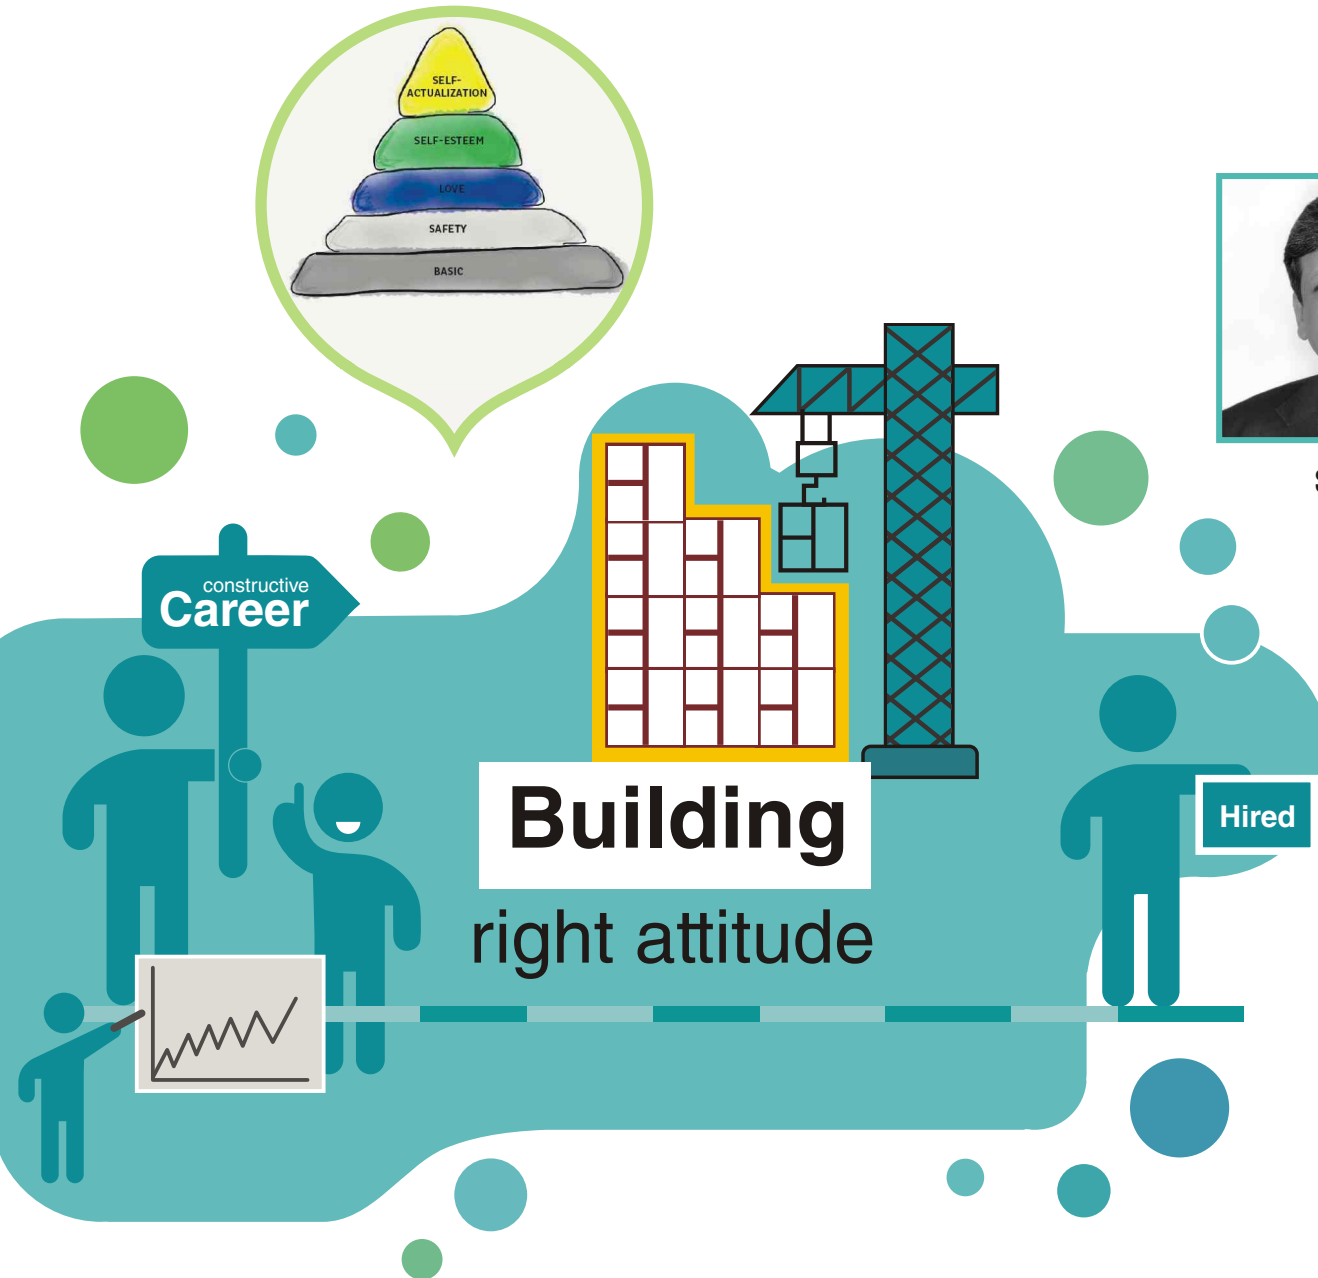 SELF-
ACTUALIZATION
SELF-ESTEEM
LOVE
SAFETY
BASIC
constructive
Career
Building
right attitude
Hired